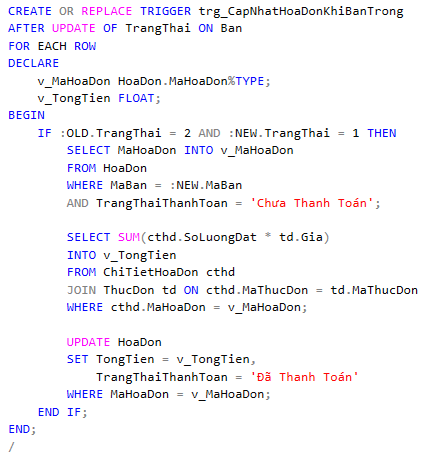 CREATE OR REPLACE TRIGGER trg_CapNhatHoaDonKhiBanTrong
AFTER UPDATE OF TrangThai ON Ban
FOR EACH ROW
DECLARE
    v_MaHoaDon HoaDon.MaHoaDon%TYPE;
    v_TongTien FLOAT;
BEGIN
    IF :OLD.TrangThai = 2 AND :NEW.TrangThai = 1 THEN
        SELECT MaHoaDon INTO v_MaHoaDon
        FROM HoaDon
        WHERE MaBan = :NEW.MaBan
        AND TrangThaiThanhToan = 'Chưa Thanh Toán';

        SELECT SUM(cthd.SoLuongDat * td.Gia)
        INTO v_TongTien
        FROM ChiTietHoaDon cthd
        JOIN ThucDon td ON cthd.MaThucDon = td.MaThucDon
        WHERE cthd.MaHoaDon = v_MaHoaDon;

        UPDATE HoaDon
        SET TongTien = v_TongTien,
            TrangThaiThanhToan = 'Đã Thanh Toán'
        WHERE MaHoaDon = v_MaHoaDon;
    END IF;
END;
/